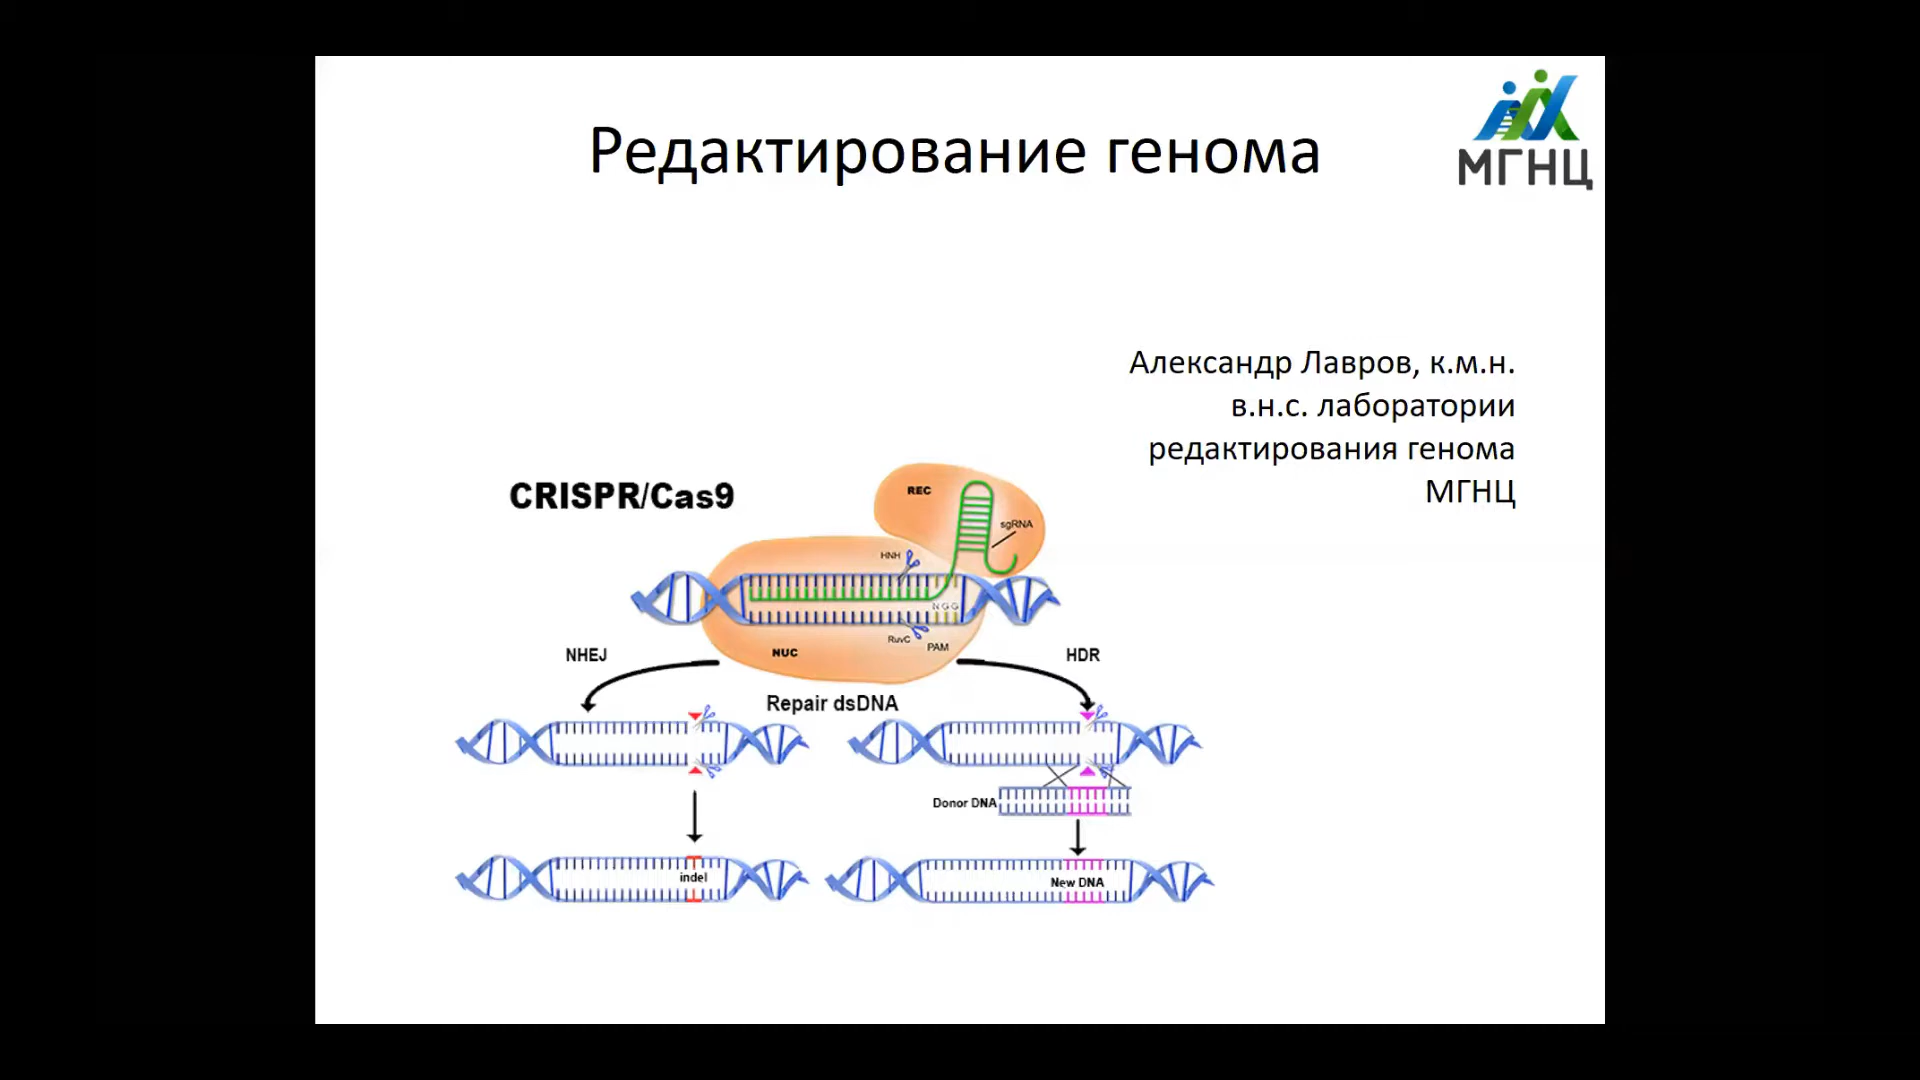 МГНЦ
Редактирование генома
Александр Лавров, к.м.н.
в.н.с. лаборатории
редактирования генома
МГНЦ
CRISPR/Cas9
REC
sgRNA
HNH
NGG
RuvC
PAM
NUC
NHEJ
HDR
Repair dsDNA
Donor DNA
indel
New DNA